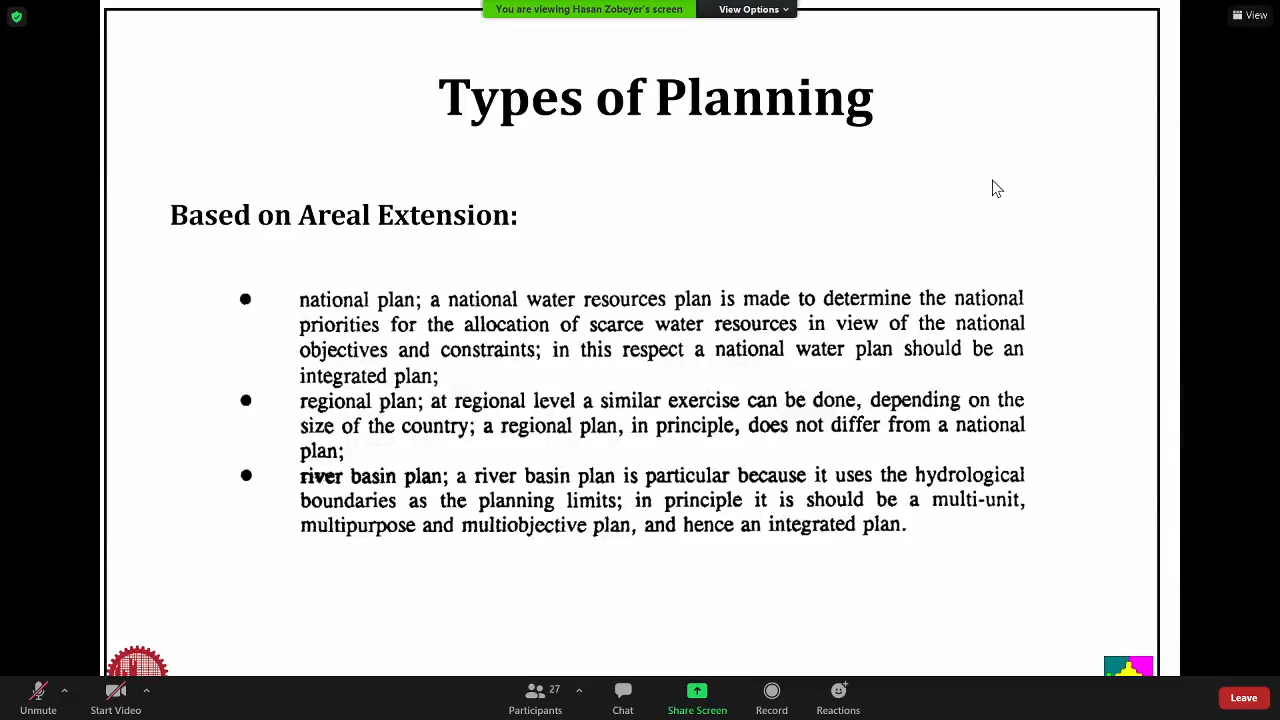 You are viewing Hasan Zobeyer's screen
View Options
View
Types of Planning
Based on Areal Extension:
national plan; a national water resources plan is made to determine the national
priorities for the allocation of scarce water resources in view of the national
objectives and constraints; in this respect a national water plan should be an
integrated plan;
regional plan; at regional level a similar exercise can be done, depending on the
size of the country; a regional plan, in principle, does not differ from a national
plan;
river basin plan; a river basin plan is particular because it uses the hydrological
boundaries as the planning limits; in principle it is should be a multi-unit,
multipurpose and multiobjective plan, and hence an integrated plan.
Unmute
Start Video
27
Participants
Chat
Share Screen
Record
Reactions
Leave